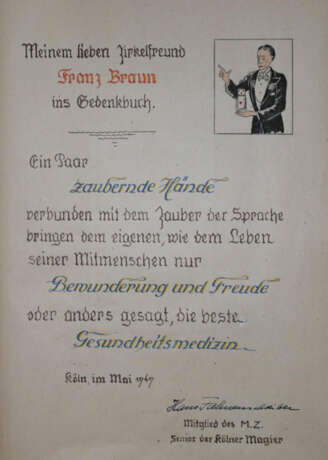 Meinem lieben Zirkelfreund
Franz Braun
ins Gedenkbuch.
Ein Paar
zaubernde Hände
verbunden mit dem Zauber der Sprache
bringen dem eigenen, wie dem Leben
seiner Mitmenschen nur
Bewunderung und Freude
oder anders gesagt, die beste
Gesundheitsmedizin
Köln, im Mai 1947
Hans
Mitglied des M.Z.
Senior der Kölner Magier